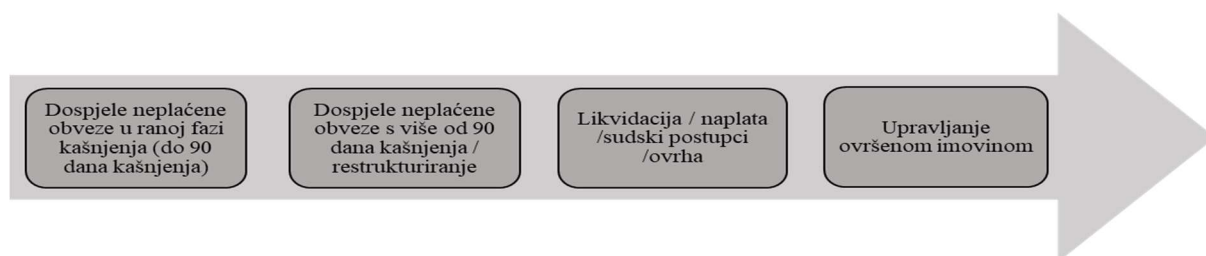 Dospjele neplaćene
obveze u ranoj fazi
kašnjenja (do 90
dana kašnjenja)
Dospjele neplaćene
obveze s više od 90
dana kašnjenja /
restrukturiranje
Likvidacija / naplata
/sudski postupci
/ovrha
Upravljanje
ovršenom imovinom